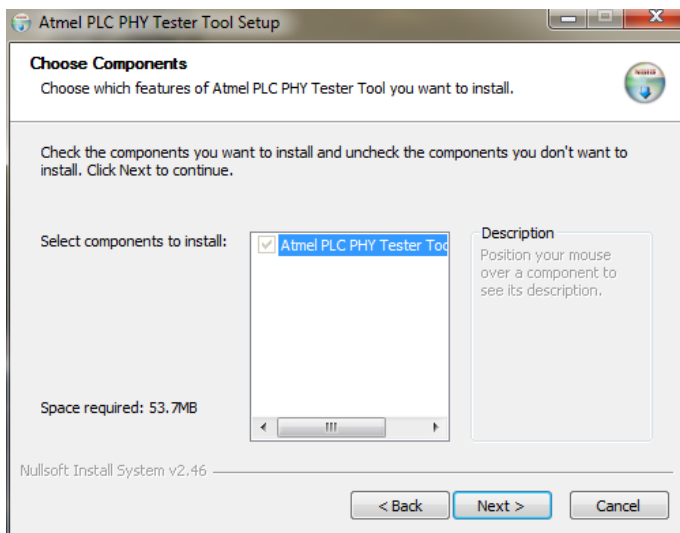 Atmel PLC PHY Tester Tool Setup
Choose Components
Choose which features of Atmel PLC PHY Tester Tool you want to install.
Check the components you want to install and uncheck the components you don't want to
install. Click Next to continue.
Select components to install:
Atmel PLC PHY Tester Too
Description
Position your mouse
over a component to
see its description.
Space required: 53.7MB
Nullsoft Install System v2.46
< Back
Next >
Cancel